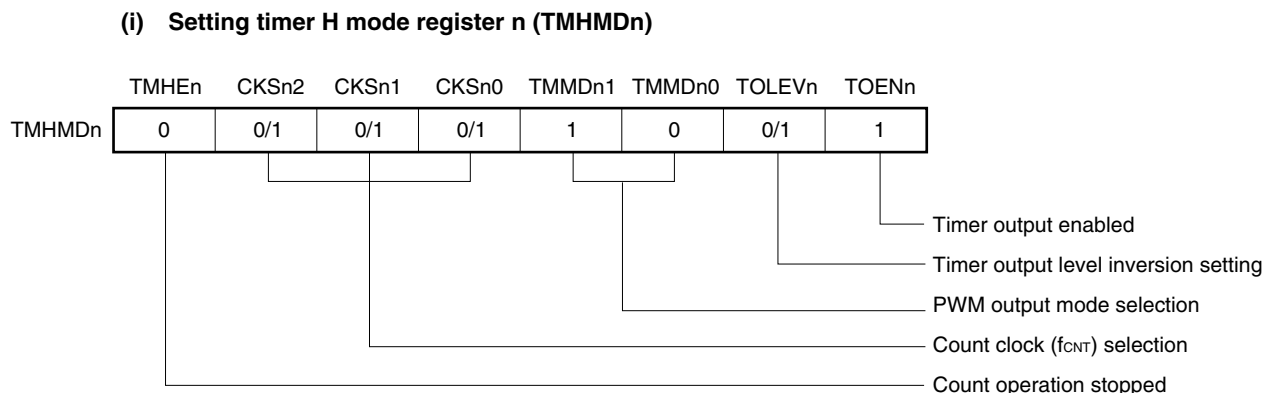 (i) Setting timer H mode register n (TMHMDn)
TMHEn CKSn2 CKSn1 CKSn0 TMMDn1 TMMDn0 TOLEVn TOENn
TMHMDn 0 0/1 0/1 0/1 1 0 0/1 1
Timer output enabled
Timer output level inversion setting
PWM output mode selection
Count clock (fCNT) selection
Count operation stopped